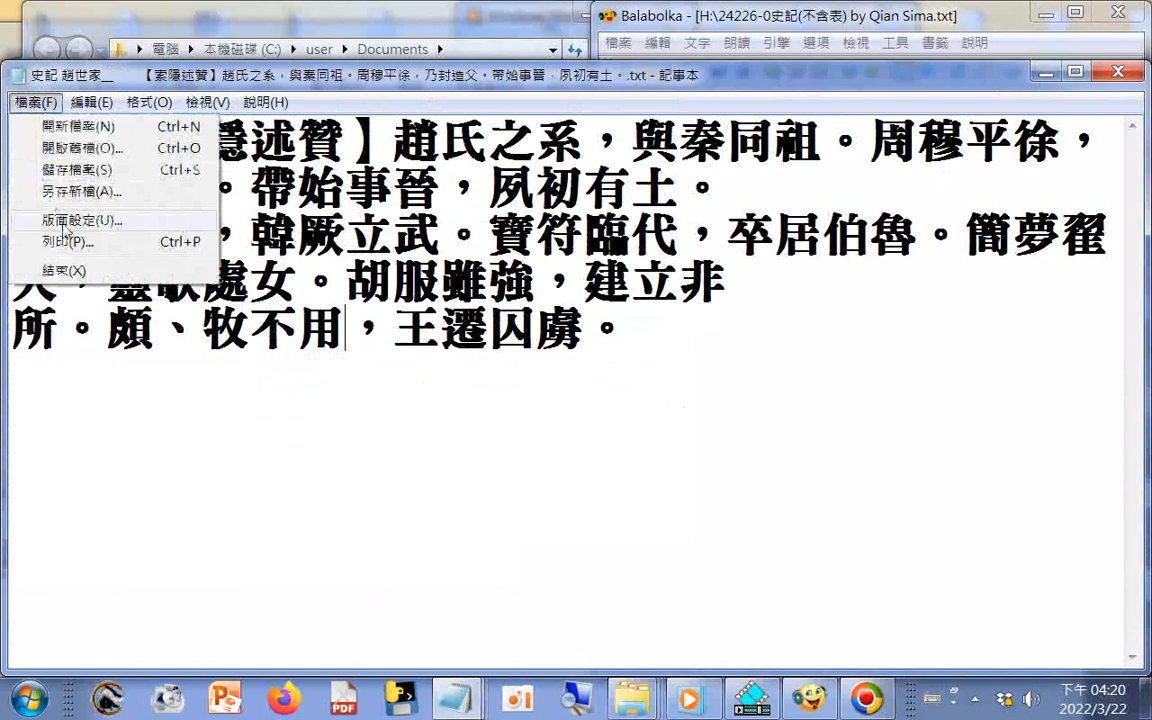 Balabolka - [H:\24226-0史記(不含表) by Qian Sima.txt]
電腦 ▸ 本機磁碟 (C:) ▸ user ▸ Documents ▸
檔案 編輯 文字 朗讀 引擎 選項 檢視 工具 書籤 說明
史記 趙世家__ 【索隱述贊】趙氏之系，與秦同祖。周穆平徐，乃封造父。帶始事晉，夙初有土。.txt - 記事本
檔案(F) 編輯(E) 格式(O) 檢視(V) 說明(H)
開新檔案(N) Ctrl+N
開啟舊檔(O)... Ctrl+O
儲存檔案(S) Ctrl+S
另存新檔(A)...
版面設定(U)...
列印(P)... Ctrl+P
結束(X)
隱述贊】趙氏之系，與秦同祖。周穆平徐，
。帶始事晉，夙初有土。
，韓厥立武。寶符臨代，卒居伯魯。簡夢翟
人，靈歌處女。胡服雖強，建立非
所。頗、牧不用，王遷囚虜。
PDF
下午 04:20
2022/3/22